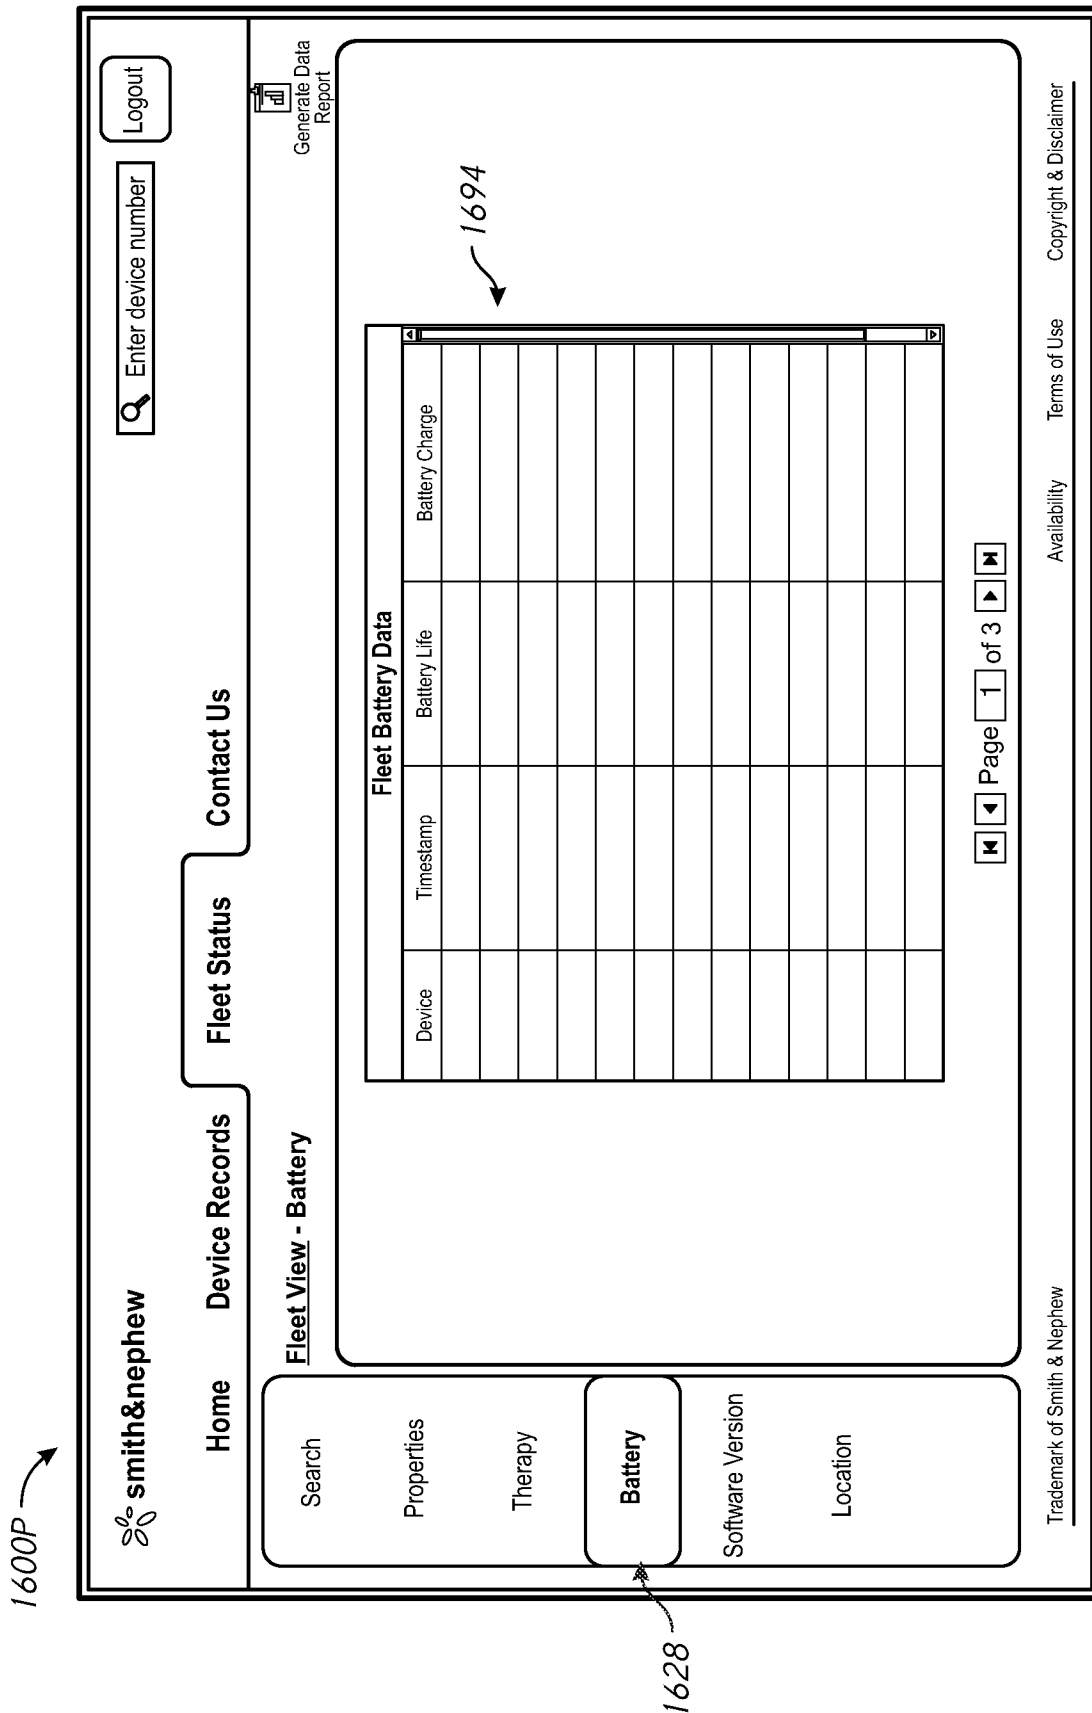 1600P
smith&nephew
Enter device number
Logout
Home
Device Records
Fleet Status
Contact Us
Fleet View - Battery
Generate Data
Report
Search
Properties
Therapy
Battery
Software Version
Location
1628
Fleet Battery Data
Device
Timestamp
Battery Life
Battery Charge
1694
Page 1 of 3
Trademark of Smith & Nephew
Availability
Terms of Use
Copyright & Disclaimer